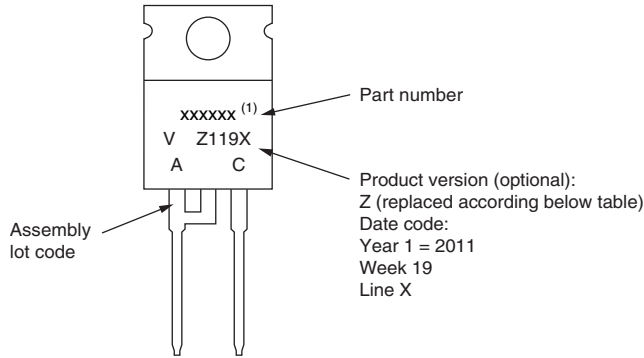 xxxxxx (1)
V Z119X
A C
Part number
Product version (optional):
Z (replaced according below table)
Date code:
Year 1 = 2011
Week 19
Line X
Assembly
lot code